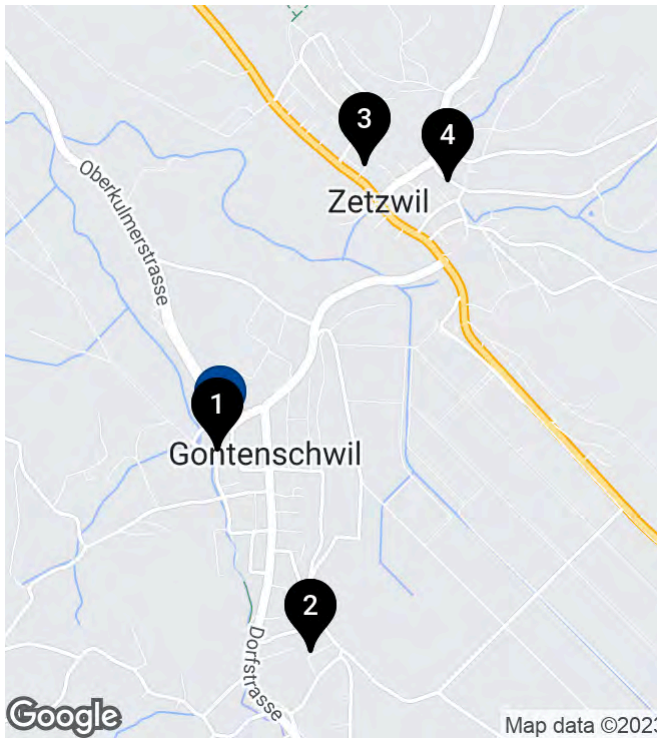 3
4
Zetzwil
Oberkulmerstrasse
1
Gontenschwil
2
Dorfstrasse
Google
Map data ©2023